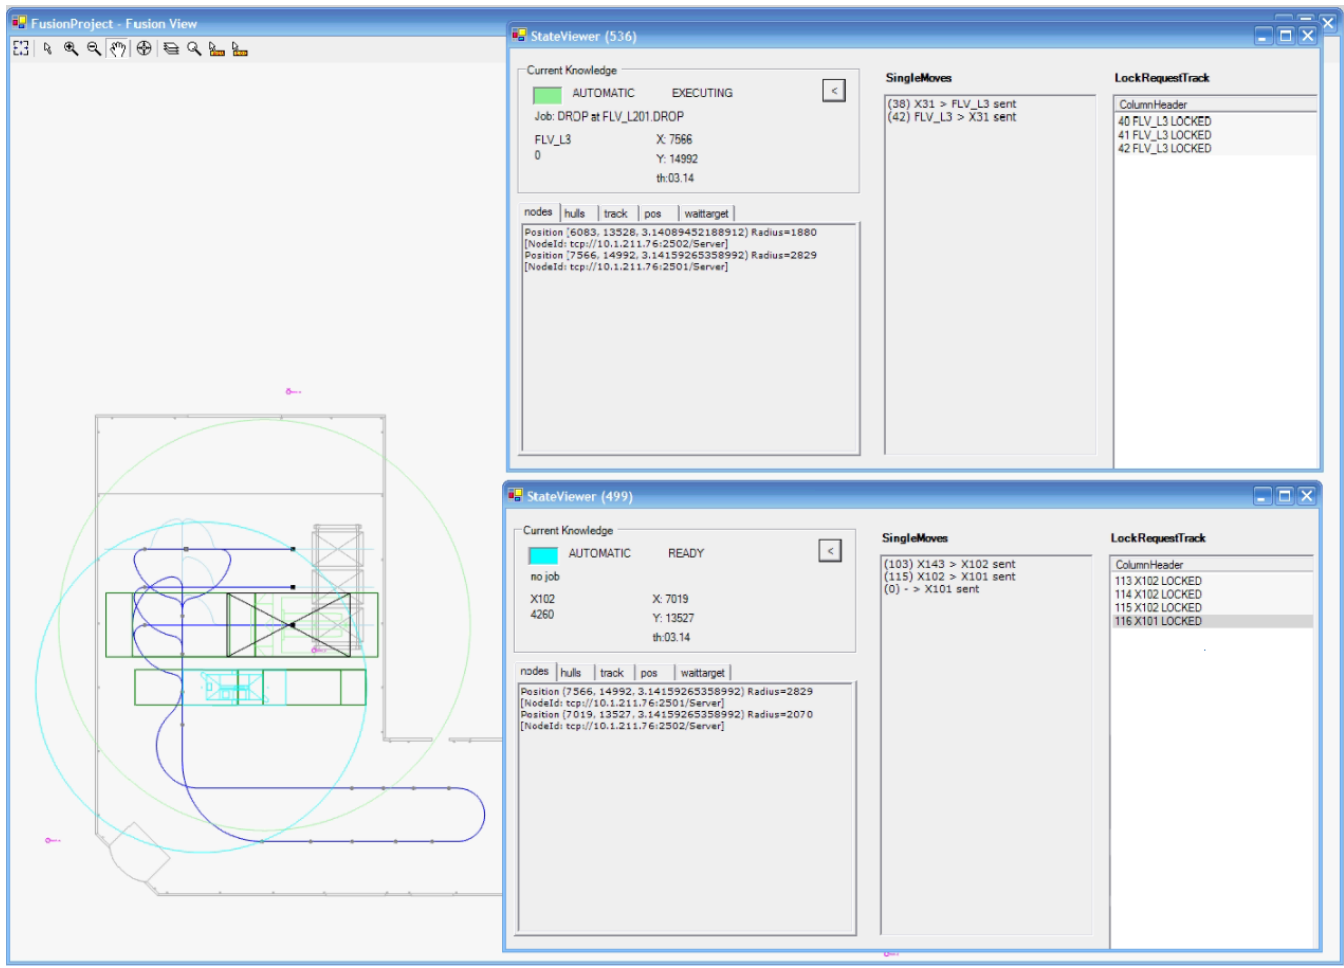 FusionProject - Fusion View
StateViewer (536)
Current Knowledge
AUTOMATIC EXECUTING
<
Job: DROP at FLV_L201.DROP
FLV_L3 X: 7566
0 Y: 14992
th:03.14
nodes hulls track pos waittarget
Position [6083, 13528, 3.14089452188912) Radius=1880
[NodeId: tcp://10.1.211.76:2502/Server]
Position (7566, 14992, 3.14159265358992) Radius=2829
[NodeId: tcp://10.1.211.76:2501/Server]
SingleMoves
(38) X31 > FLV_L3 sent
(42) FLV_L3 > X31 sent
LockRequestTrack
ColumnHeader
40 FLV_L3 LOCKED
41 FLV_L3 LOCKED
42 FLV_L3 LOCKED
StateViewer (499)
Current Knowledge
AUTOMATIC READY
<
no job
X102 X: 7019
4260 Y: 13527
th:03.14
nodes hulls track pos waittarget
Position (7566, 14992, 3.14159265358992) Radius=2829
[NodeId: tcp://10.1.211.76:2501/Server]
Position (7019, 13527, 3.14159265358992) Radius=2070
[NodeId: tcp://10.1.211.76:2502/Server]
SingleMoves
(103) X143 > X102 sent
(115) X102 > X101 sent
(0) - > X101 sent
LockRequestTrack
ColumnHeader
113 X102 LOCKED
114 X102 LOCKED
115 X102 LOCKED
116 X101 LOCKED